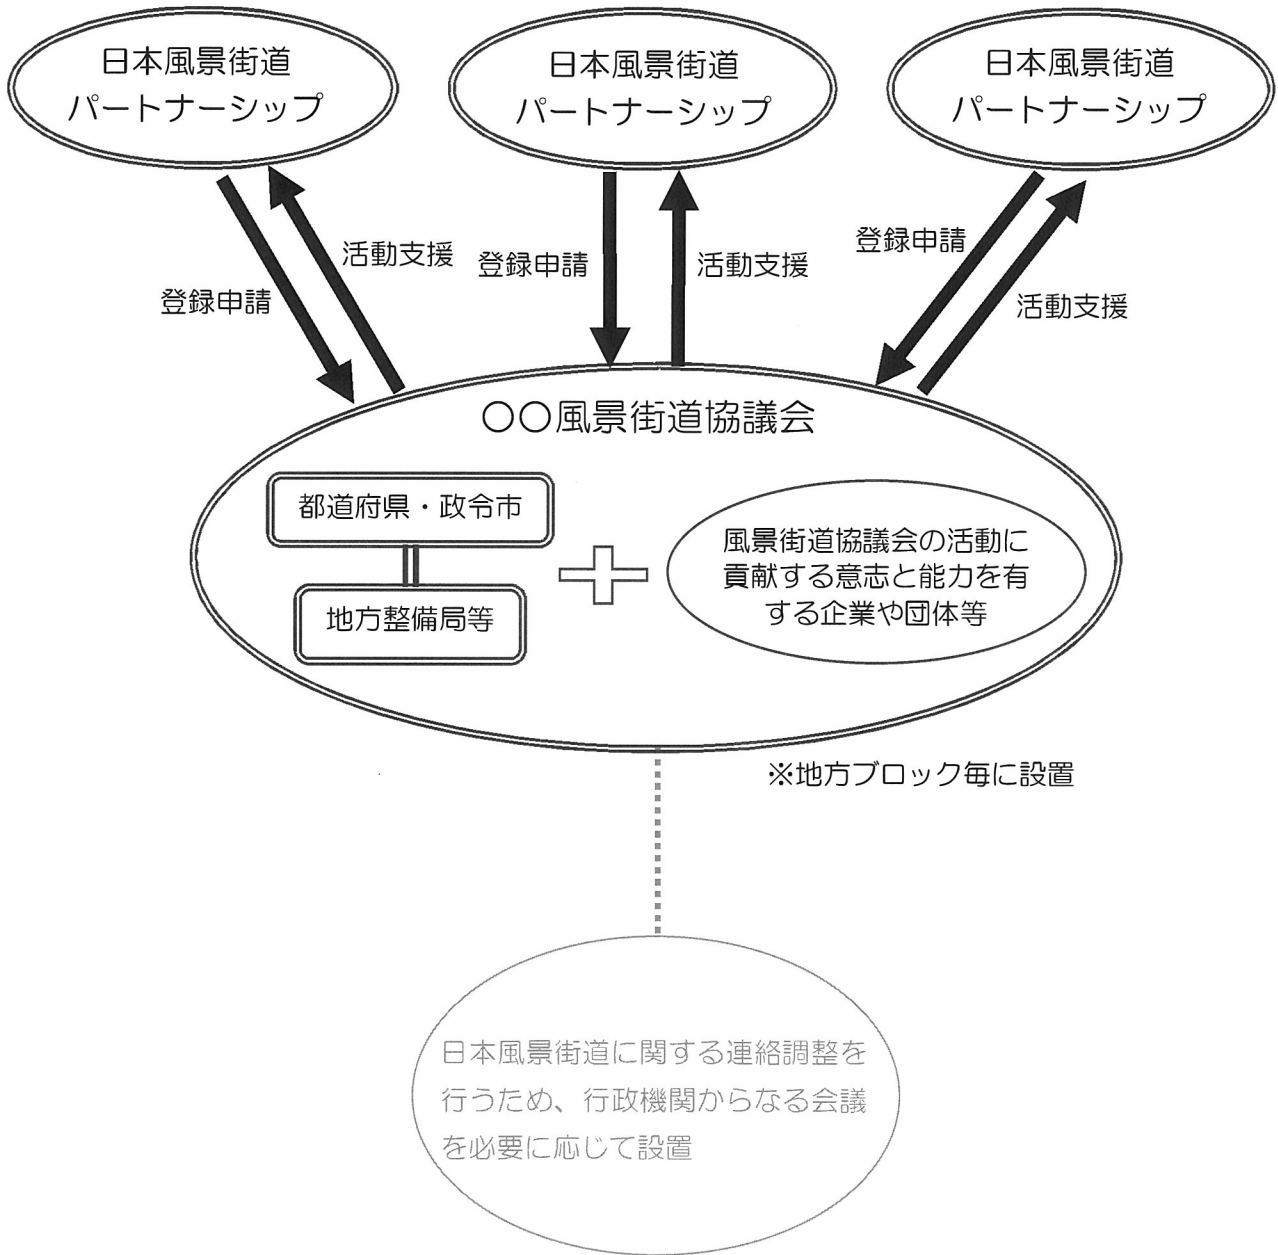 日本風景街道
パートナーシップ
日本風景街道
パートナーシップ
日本風景街道
パートナーシップ
登録申請
活動支援
登録申請
活動支援
登録申請
活動支援
〇〇風景街道協議会
都道府県・政令市
地方整備局等
風景街道協議会の活動に
貢献する意志と能力を有
する企業や団体等
※地方ブロック毎に設置
日本風景街道に関する連絡調整を
行うため、行政機関からなる会議
を必要に応じて設置